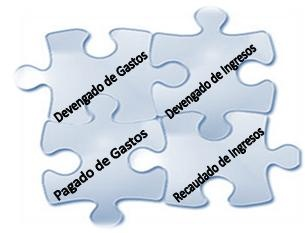 Devengado de Gastos
Devengado de Ingresos
Pagado de Gastos
Recaudado de Ingresos